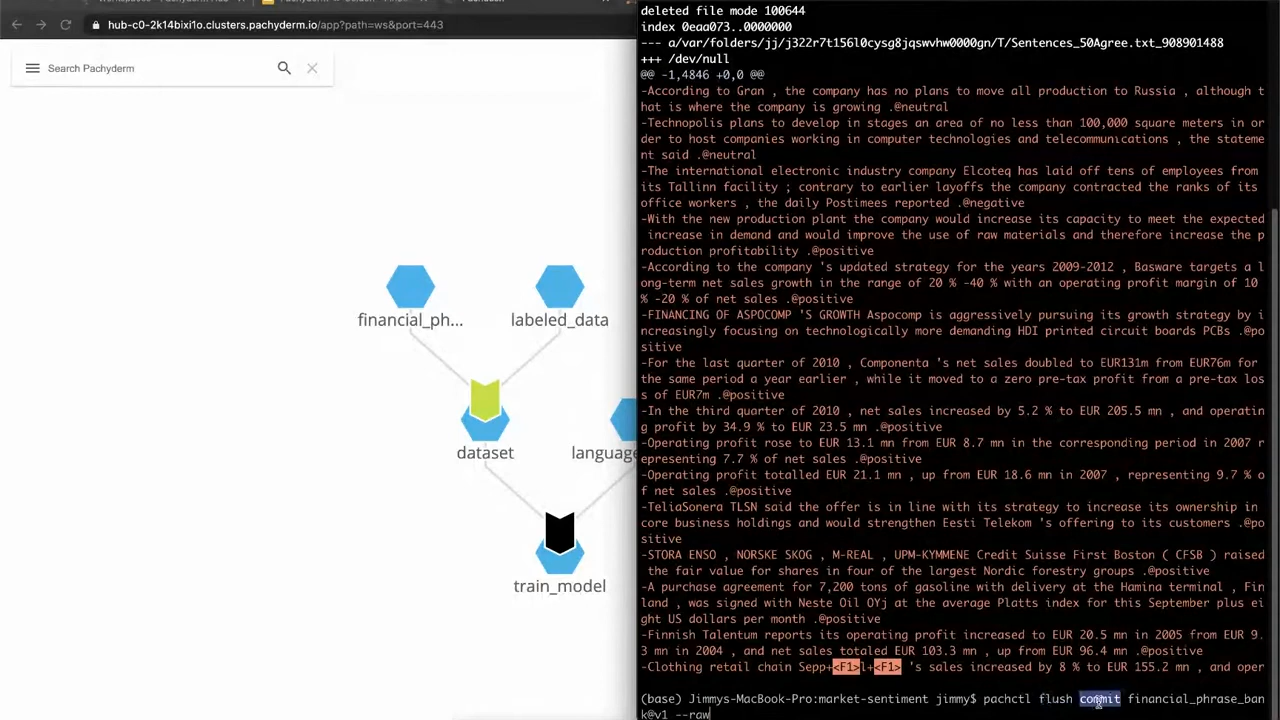 hub-c0-2k14bixi1o.clusters.pachyderm.io/app?path=ws&port=443
Search Pachyderm
financial_ph...
labeled_data
dataset
language
train_model
deleted file mode 100644
index 0eaa073..0000000
--- a/var/folders/jj/j322r7t156l0cysg8jqswvhw0000gn/T/Sentences_50Agree.txt_908901488
+++ /dev/null
@@ -1,4846 +0,0 @@
-According to Gran , the company has no plans to move all production to Russia , although t
hat is where the company is growing .@neutral
-Technopolis plans to develop in stages an area of no less than 100,000 square meters in or
der to host companies working in computer technologies and telecommunications , the stateme
nt said .@neutral
-The international electronic industry company Elcoteq has laid off tens of employees from
its Tallinn facility ; contrary to earlier layoffs the company contracted the ranks of its
office workers , the daily Postimees reported .@negative
-With the new production plant the company would increase its capacity to meet the expected
increase in demand and would improve the use of raw materials and therefore increase the p
roduction profitability .@positive
-According to the company 's updated strategy for the years 2009-2012 , Basware targets a l
ong-term net sales growth in the range of 20 % -40 % with an operating profit margin of 10
% -20 % of net sales .@positive
-FINANCING OF ASPOCOMP 'S GROWTH Aspocomp is aggressively pursuing its growth strategy by i
ncreasingly focusing on technologically more demanding HDI printed circuit boards PCBs .@po
sitive
-For the last quarter of 2010 , Componenta 's net sales doubled to EUR131m from EUR76m for
the same period a year earlier , while it moved to a zero pre-tax profit from a pre-tax los
s of EUR7m .@positive
-In the third quarter of 2010 , net sales increased by 5.2 % to EUR 205.5 mn , and operatin
g profit by 34.9 % to EUR 23.5 mn .@positive
-Operating profit rose to EUR 13.1 mn from EUR 8.7 mn in the corresponding period in 2007 r
epresenting 7.7 % of net sales .@positive
-Operating profit totalled EUR 21.1 mn , up from EUR 18.6 mn in 2007 , representing 9.7 % o
f net sales .@positive
-TeliaSonera TLSN said the offer is in line with its strategy to increase its ownership in
core business holdings and would strengthen Eesti Telekom 's offering to its customers .@po
sitive
-STORA ENSO , NORSKE SKOG , M-REAL , UPM-KYMMENE Credit Suisse First Boston ( CFSB ) raised
the fair value for shares in four of the largest Nordic forestry groups .@positive
-A purchase agreement for 7,200 tons of gasoline with delivery at the Hamina terminal , Fin
land , was signed with Neste Oil OYj at the average Platts index for this September plus ei
ght US dollars per month .@positive
-Finnish Talentum reports its operating profit increased to EUR 20.5 mn in 2005 from EUR 9.
3 mn in 2004 , and net sales totaled EUR 103.3 mn , up from EUR 96.4 mn .@positive
-Clothing retail chain Sepp+<F1>l+<F1> 's sales increased by 8 % to EUR 155.2 mn , and oper
(base) Jimmys-MacBook-Pro:market-sentiment jimmy$ pachctl flush commit financial_phrase_ban
k@v1 --raw